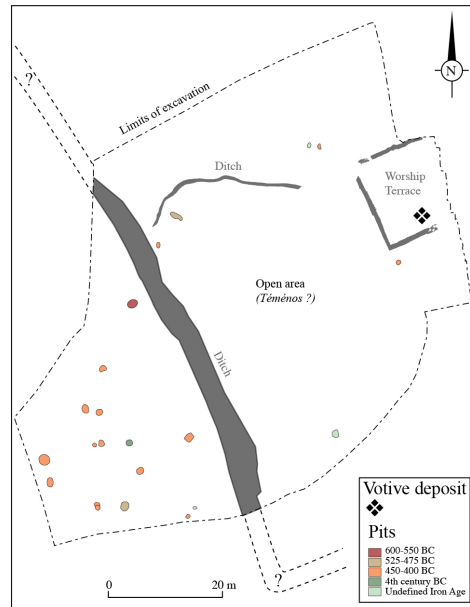 N
?
Limits of excavation
Ditch
Worship
Terrace
Open area
(Téménos ?)
Ditch
?
0 20 m
Votive deposit
Pits
600-550 BC
525-475 BC
450-400 BC
4th century BC
Undefined Iron Age